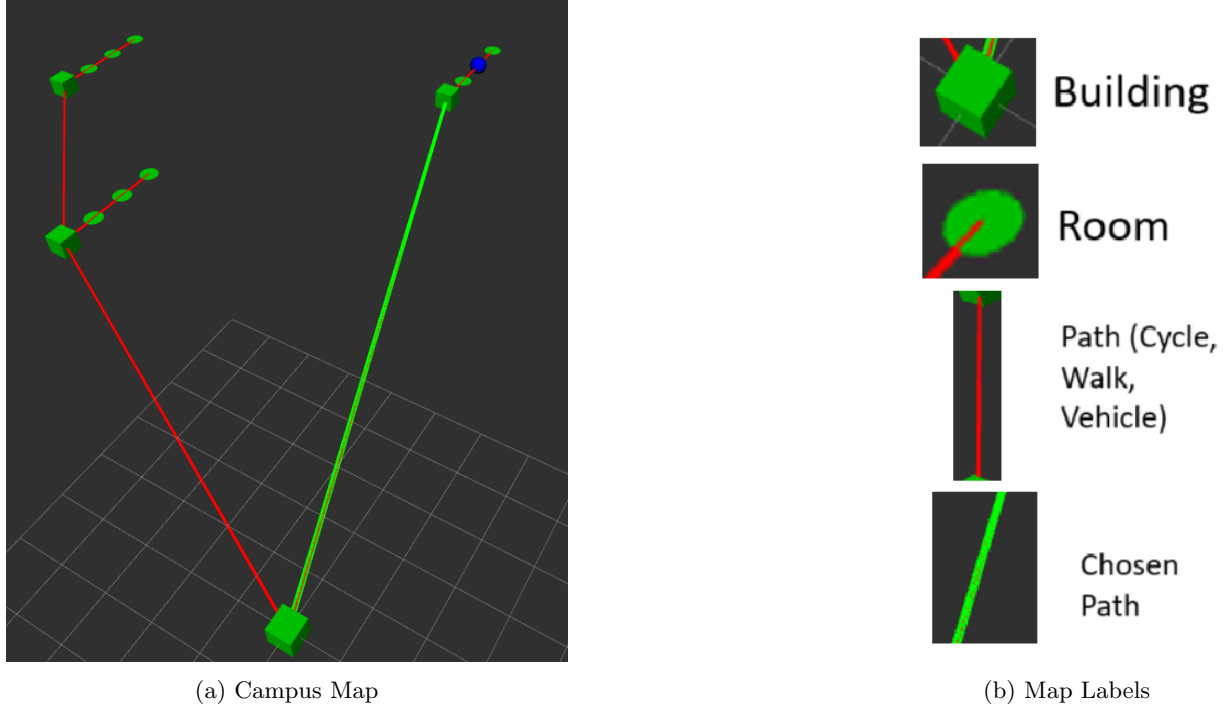 Building
Room
Path (Cycle,
Walk,
Vehicle)
Chosen
Path
(a) Campus Map
(b) Map Labels